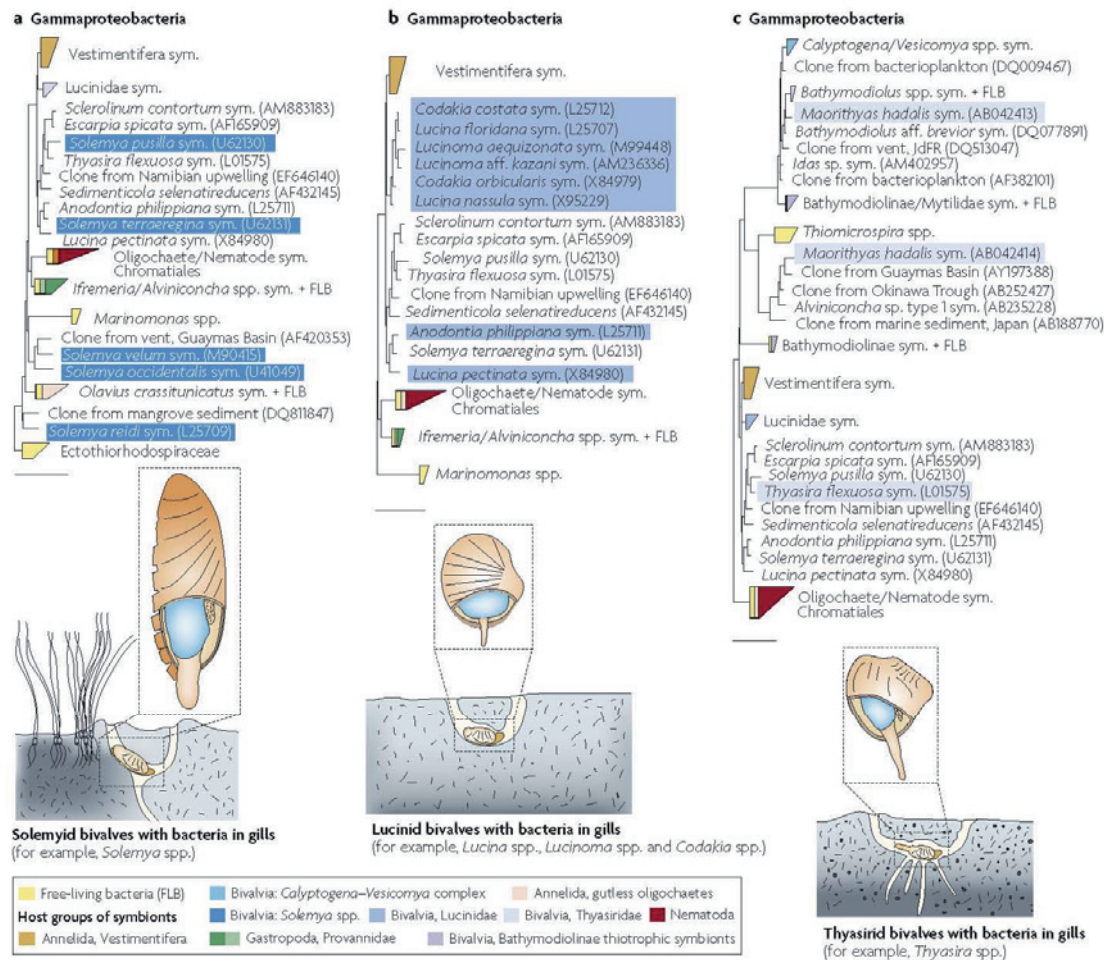 a Gammaproteobacteria
Vestimentifera sym.
Lucinidae sym.
Sclerolinum contortum sym. (AM883183)
Escarpia spicata sym. (AF165909)
Solemya pusilla sym. (U62130)
Thyasira flexuosa sym. (L01575)
Clone from Namibian upwelling (EF646140)
Sedimenticola selenatireducens (AF432145)
Anodontia philippiana sym. (L25711)
Solemya terraeregina sym. (U62131)
Lucina pectinata sym. (X84980)
Oligochaete/Nematode sym.
Chromatiales
Ifremeria/Alviniconcha spp. sym. + FLB
Marinomonas spp.
Clone from vent, Guaymas Basin (AF420353)
Solemya velum sym. (M90415)
Solemya occidentalis sym. (U41049)
Olavius crassitunicatus sym. + FLB
Clone from mangrove sediment (DQ811847)
Solemya reidi sym. (L25709)
Ectothiorhodospiraceae
Solemyid bivalves with bacteria in gills
(for example, Solemya spp.)
b Gammaproteobacteria
Vestimentifera sym.
Codakia costata sym. (L25712)
Lucina floridana sym. (L25707)
Lucinoma aequizonata sym. (M99448)
Lucinoma aff. kazani sym. (AM236336)
Codakia orbicularis sym. (X84979)
Lucina nassula sym. (X95229)
Sclerolinum contortum sym. (AM883183)
Escarpia spicata sym. (AF165909)
Solemya pusilla sym. (U62130)
Thyasira flexuosa sym. (L01575)
Clone from Namibian upwelling (EF646140)
Sedimenticola selenatireducens (AF432145)
Anodontia philippiana sym. (L25711)
Solemya terraeregina sym. (U62131)
Lucina pectinata sym. (X84980)
Oligochaete/Nematode sym.
Chromatiales
Ifremeria/Alviniconcha spp. sym. + FLB
Marinomonas spp.
Lucinid bivalves with bacteria in gills
(for example, Lucina spp., Lucinoma spp. and Codakia spp.)
c Gammaproteobacteria
Calyptogena/Vesicomya spp. sym.
Clone from bacterioplankton (DQ009467)
Bathymodiolus spp. sym. + FLB
Maorithyas hadalis sym. (AB042413)
Bathymodiolus aff. brevior sym. (DQ077891)
Clone from vent, JdFR (DQ513047)
Idas sp. sym. (AM402957)
Clone from bacterioplankton (AF382101)
Bathymodiolinae/Mytilidae sym. + FLB
Thiomicrospira spp.
Maorithyas hadalis sym. (AB042414)
Clone from Guaymas Basin (AY197388)
Clone from Okinawa Trough (AB252427)
Alviniconcha sp. type 1 sym. (AB235228)
Clone from marine sediment, Japan (AB188770)
Bathymodiolinae sym. + FLB
Vestimentifera sym.
Lucinidae sym.
Sclerolinum contortum sym. (AM883183)
Escarpia spicata sym. (AF165909)
Solemya pusilla sym. (U62130)
Thyasira flexuosa sym. (L01575)
Clone from Namibian upwelling (EF646140)
Sedimenticola selenatireducens (AF432145)
Anodontia philippiana sym. (L25711)
Solemya terraeregina sym. (U62131)
Lucina pectinata sym. (X84980)
Oligochaete/Nematode sym.
Chromatiales
Thyasirid bivalves with bacteria in gills
(for example, Thyasira spp.)
Free-living bacteria (FLB)
Host groups of symbionts
Annelida, Vestimentifera
Bivalvia: Calyptogena–Vesicomya complex
Bivalvia: Solemya spp.
Gastropoda, Provannidae
Bivalvia, Lucinidae
Annelida, gutless oligochaetes
Bivalvia, Thyasiridae
Nematoda
Bivalvia, Bathymodiolinae thiotrophic symbionts